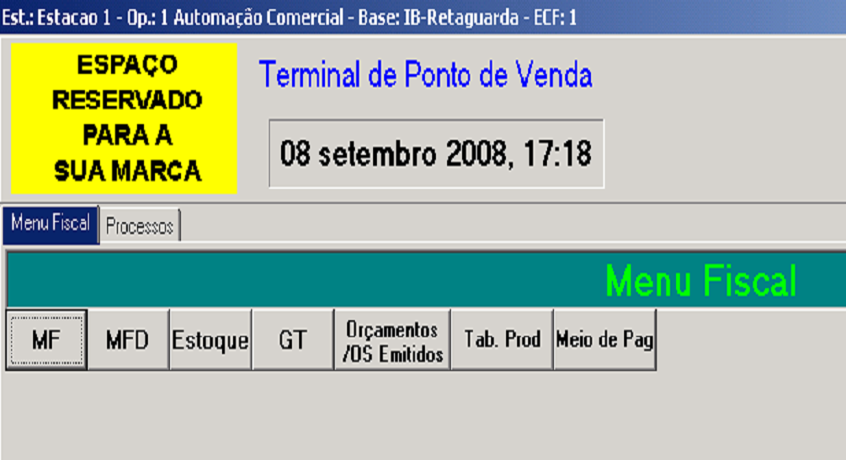 Est.: Estacao 1 - Op.: 1 Automação Comercial - Base: IB-Retaguarda - ECF: 1
ESPAÇO
RESERVADO
PARA A
SUA MARCA
Terminal de Ponto de Venda
08 setembro 2008, 17:18
Menu Fiscal
Processos
Menu Fiscal
MF
MFD
Estoque
GT
Orçamentos
/OS Emitidos
Tab. Prod
Meio de Pag